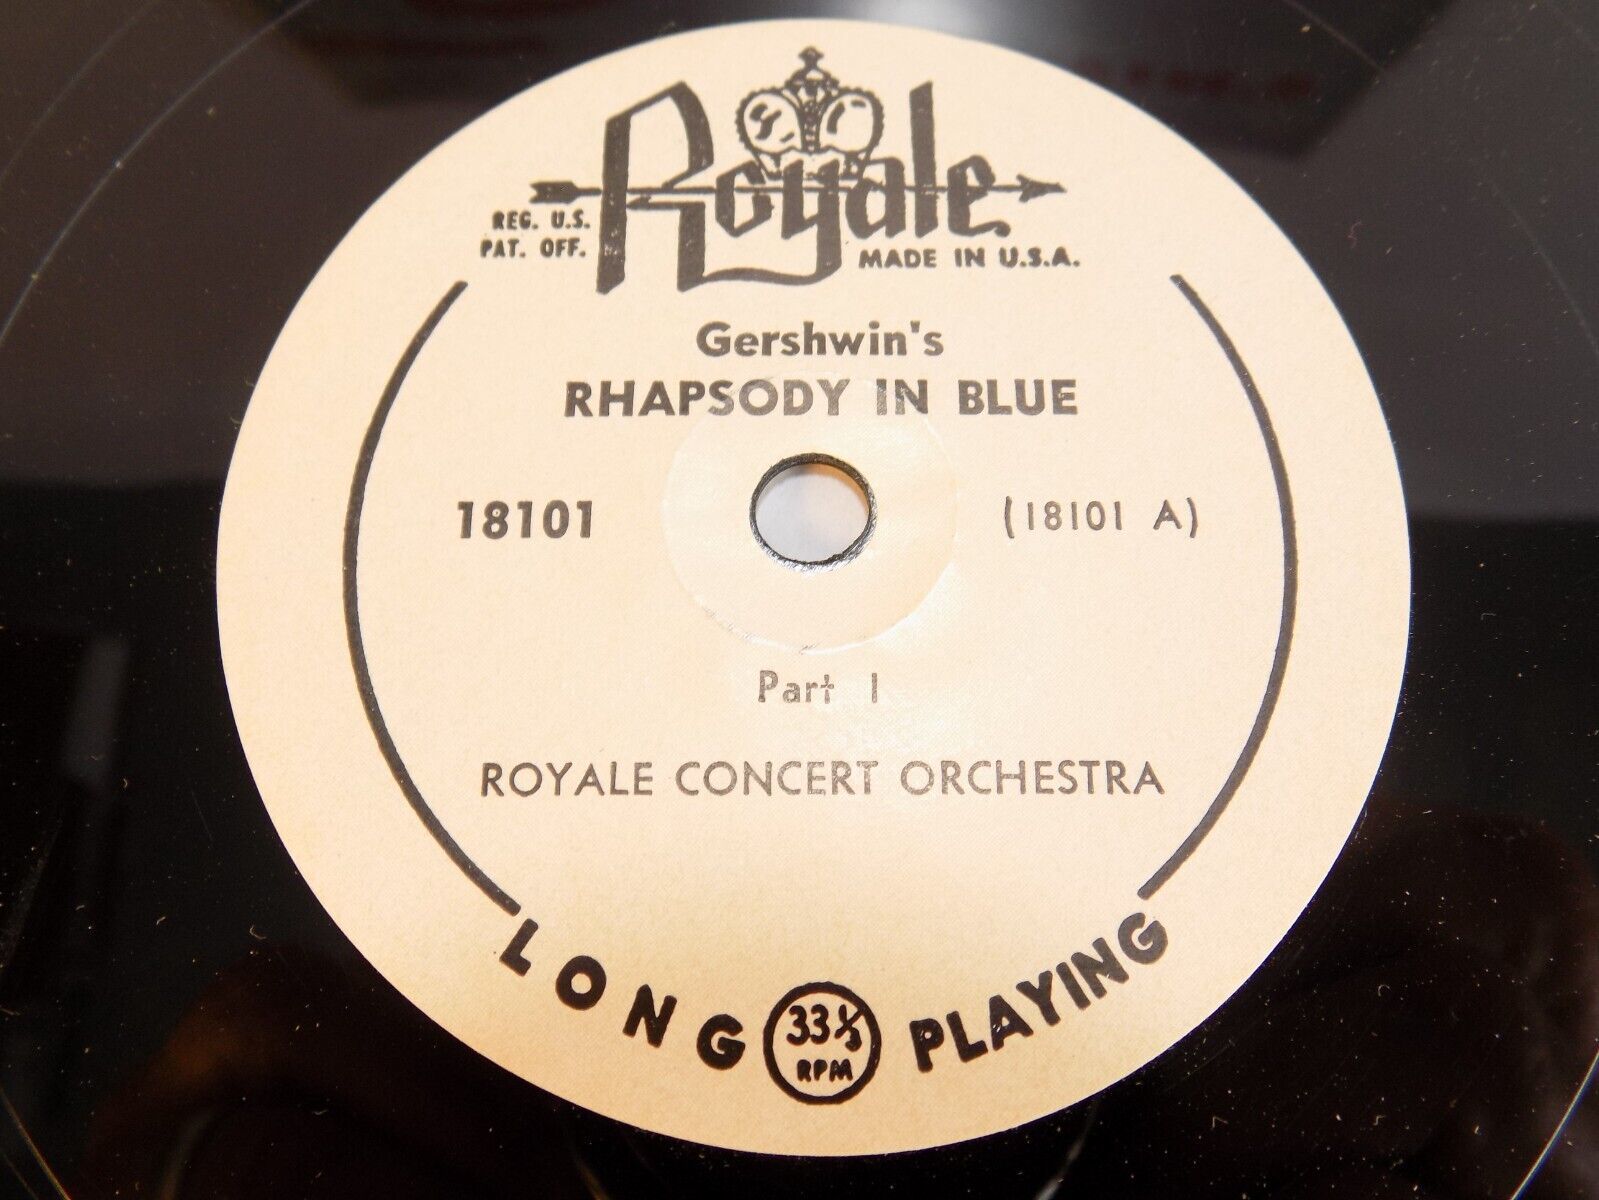 Royale
REG. U.S.
PAT. OFF.
MADE IN U.S.A.
Gershwin's
RHAPSODY IN BLUE
18101
(18101 A)
Part 1
ROYALE CONCERT ORCHESTRA
LONG PLAYING
33⅓
RPM